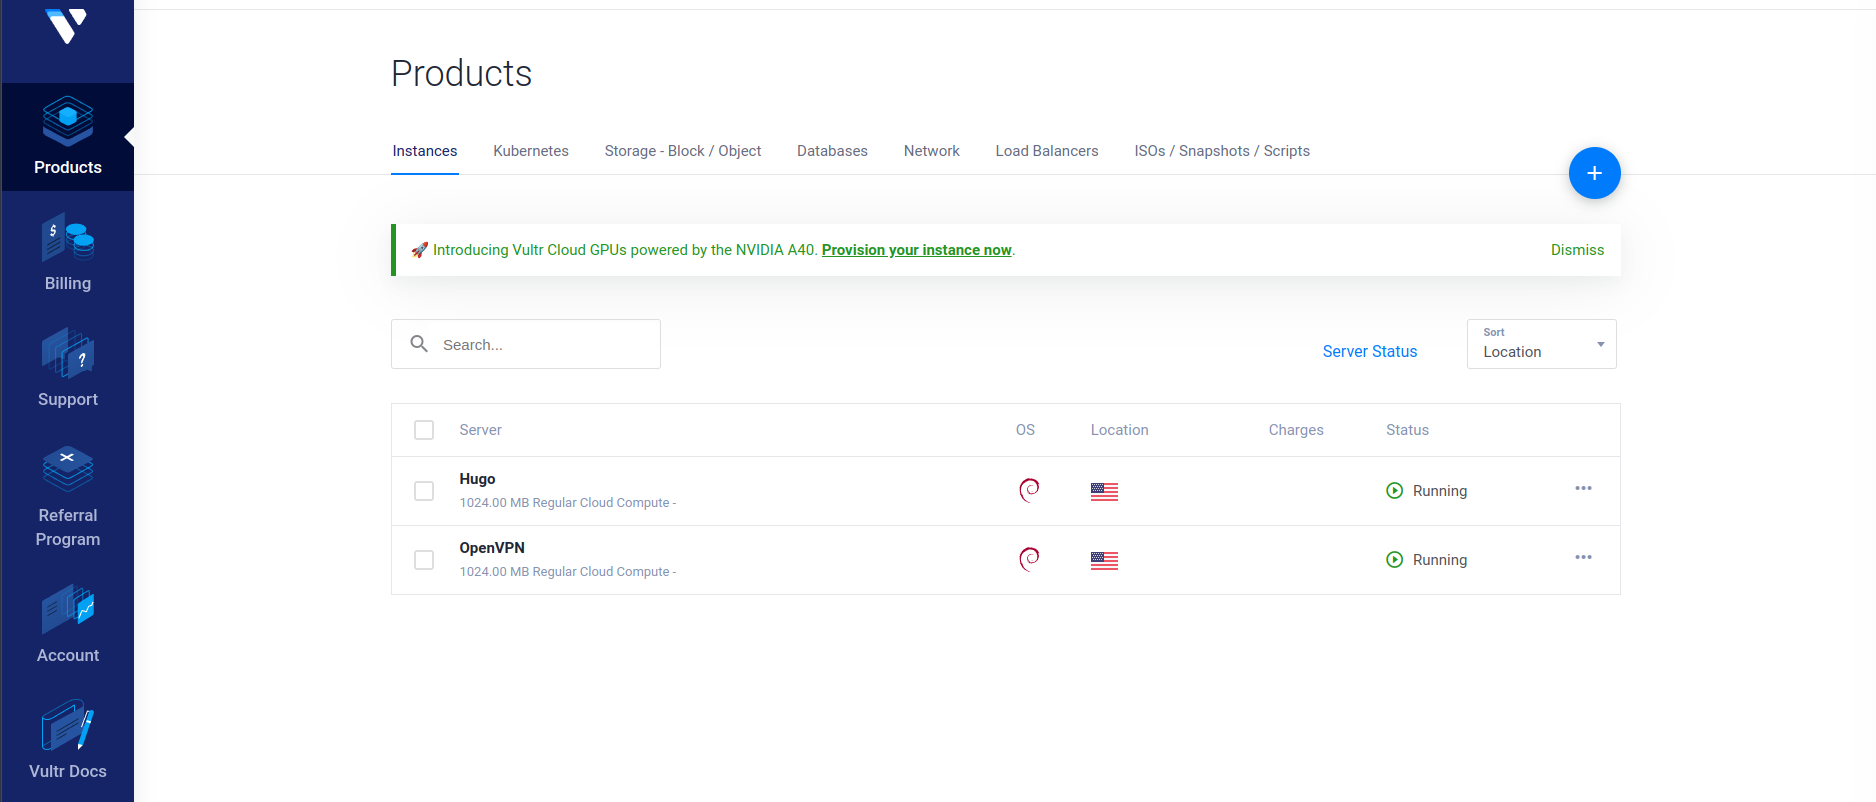 Products
Billing
Support
Referral
Program
Account
Vultr Docs
Products
Instances Kubernetes Storage - Block / Object Databases Network Load Balancers ISOs / Snapshots / Scripts
+
🚀 Introducing Vultr Cloud GPUs powered by the NVIDIA A40. Provision your instance now. Dismiss
Search...
Server Status
Sort
Location
Server OS Location Charges Status
Hugo
1024.00 MB Regular Cloud Compute -
Running
OpenVPN
1024.00 MB Regular Cloud Compute -
Running